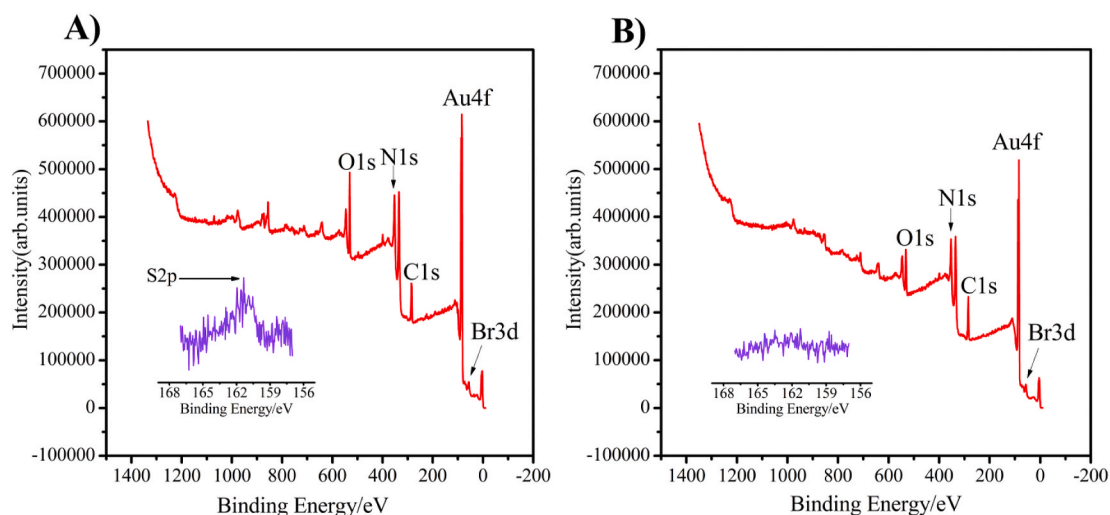 A)
Intensity(arb.units)
700000
600000
500000
400000
300000
200000
100000
0
-100000
Au4f
O1s
N1s
C1s
S2p
Br3d
168 165 162 159 156
Binding Energy/eV
1400 1200 1000 800 600 400 200 0 -200
Binding Energy/eV
B)
Intensity(arb.units)
700000
600000
500000
400000
300000
200000
100000
0
-100000
Au4f
N1s
O1s
C1s
Br3d
168 165 162 159 156
Binding Energy/eV
1400 1200 1000 800 600 400 200 0 -200
Binding Energy/eV